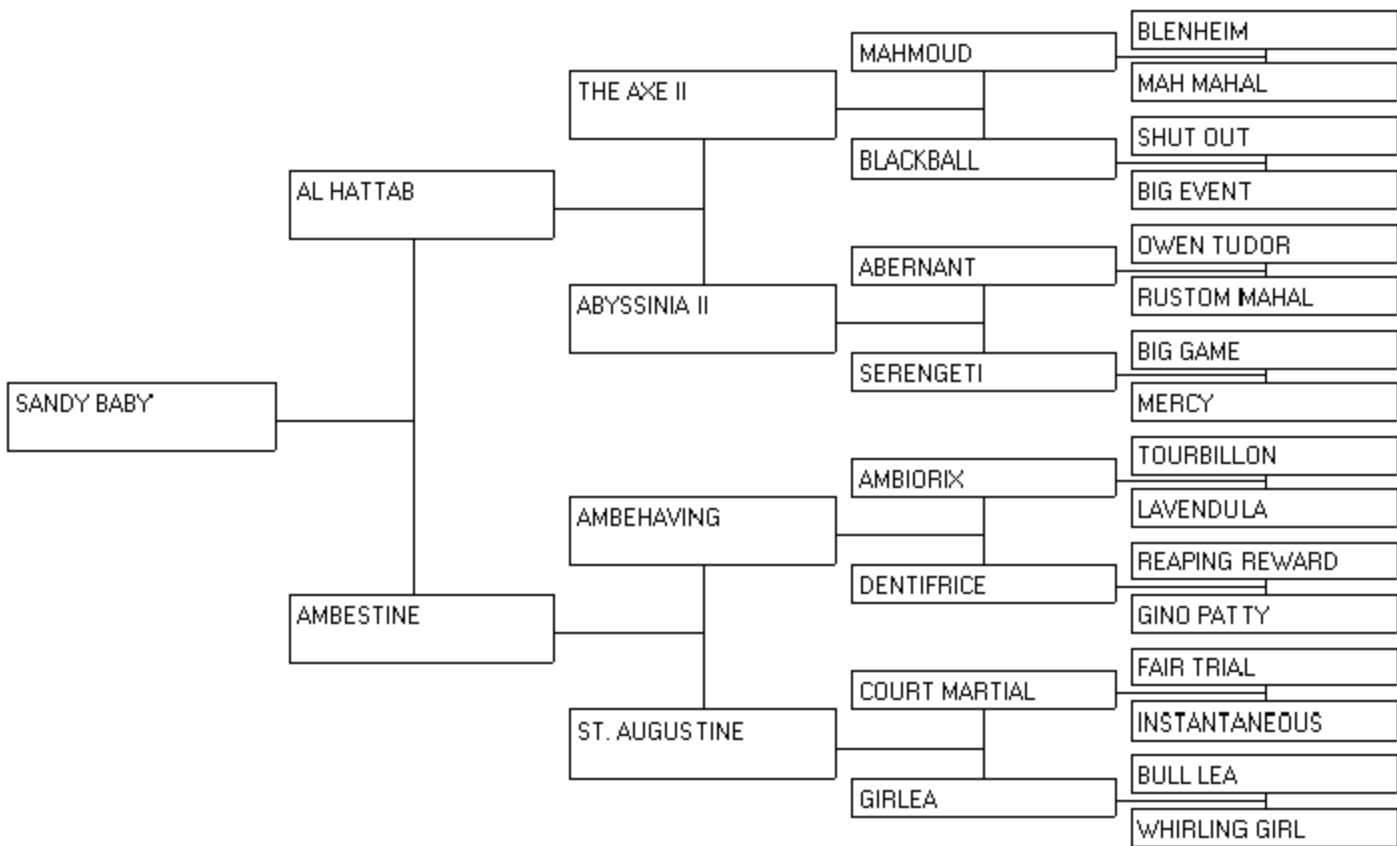 BLENHEIM
MAHMOUD
MAH MAHAL
THE AXE II
SHUT OUT
BLACKBALL
BIG EVENT
AL HATTAB
OWEN TUDOR
ABERNANT
RUSTOM MAHAL
ABYSSINIA II
BIG GAME
SERENGETI
MERCY
SANDY BABY
TOURBILLON
AMBIORIX
LAVENDULA
AMBEHAVING
REAPING REWARD
DENTIFRICE
GINO PATTY
AMBESTINE
FAIR TRIAL
COURT MARTIAL
INSTANTANEOUS
ST. AUGUSTINE
BULL LEA
GIRLEA
WHIRLING GIRL